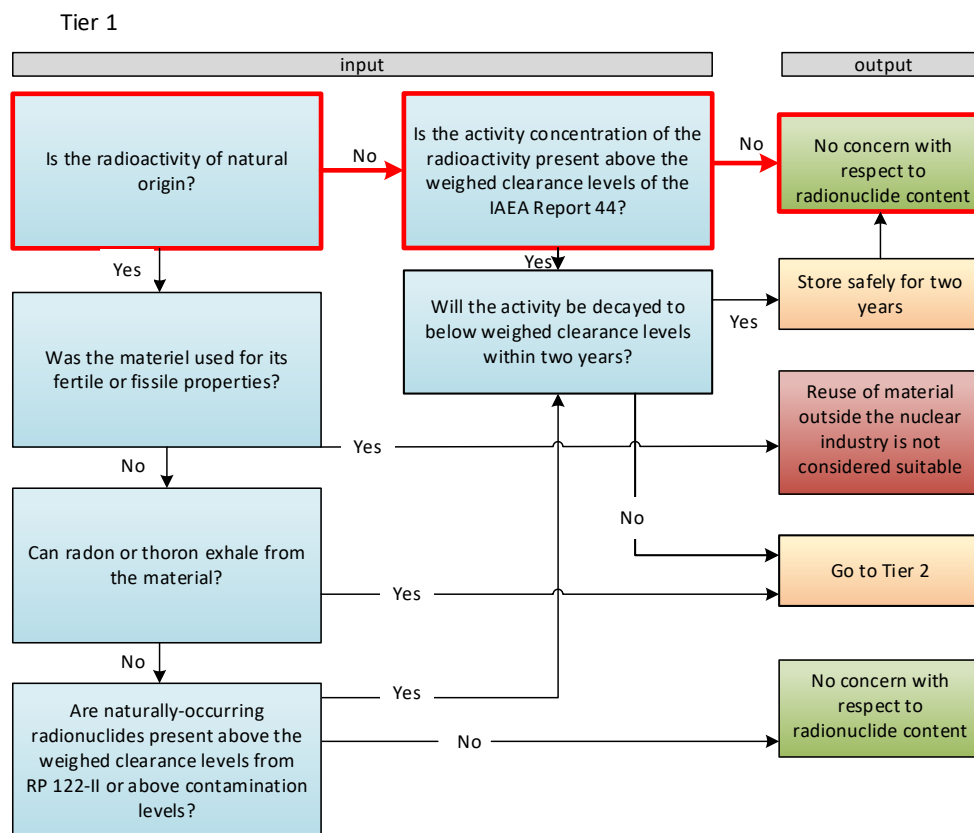 Tier 1
input
output
Is the radioactivity of natural
origin?
No
Is the activity concentration of the
radioactivity present above the
weighed clearance levels of the
IAEA Report 44?
No
No concern with
respect to
radionuclide content
Yes
Yes
Will the activity be decayed to
below weighed clearance levels
within two years?
Yes
Store safely for two
years
Was the materiel used for its
fertile or fissile properties?
Yes
Reuse of material
outside the nuclear
industry is not
considered suitable
No
No
Can radon or thoron exhale from
the material?
Yes
Go to Tier 2
No
Are naturally-occurring
radionuclides present above the
weighed clearance levels from
RP 122-II or above contamination
levels?
Yes
No
No concern with
respect to
radionuclide content